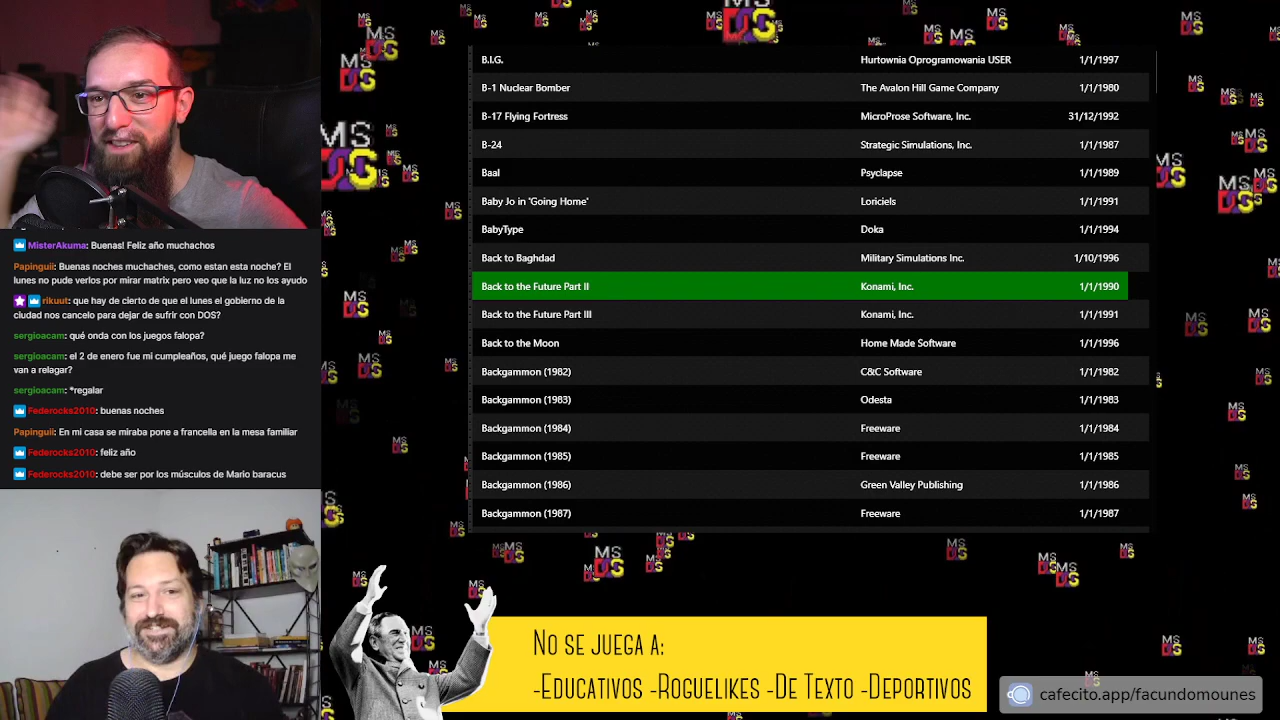 MisterAkuma: Buenas! Feliz año muchachos
Papinguii: Buenas noches muchaches, como estan esta noche? El
lunes no pude verlos por mirar matrix pero veo que la luz no los ayudo
rikuut: que hay de cierto de que el lunes el gobierno de la
ciudad nos cancelo para dejar de sufrir con DOS?
sergioacam: qué onda con los juegos falopa?
sergioacam: el 2 de enero fue mi cumpleaños, qué juego falopa me
van a relagar?
sergioacam: *regalar
Federocks2010: buenas noches
Papinguii: En mi casa se miraba pone a francella en la mesa familiar
Federocks2010: feliz año
Federocks2010: debe ser por los músculos de Mario baracus
B.I.G. Hurtownia Oprogramowania USER 1/1/1997
B-1 Nuclear Bomber The Avalon Hill Game Company 1/1/1980
B-17 Flying Fortress MicroProse Software, Inc. 31/12/1992
B-24 Strategic Simulations, Inc. 1/1/1987
Baal Psyclapse 1/1/1989
Baby Jo in 'Going Home' Loriciels 1/1/1991
BabyType Doka 1/1/1994
Back to Baghdad Military Simulations Inc. 1/10/1996
Back to the Future Part II Konami, Inc. 1/1/1990
Back to the Future Part III Konami, Inc. 1/1/1991
Back to the Moon Home Made Software 1/1/1996
Backgammon (1982) C&C Software 1/1/1982
Backgammon (1983) Odesta 1/1/1983
Backgammon (1984) Freeware 1/1/1984
Backgammon (1985) Freeware 1/1/1985
Backgammon (1986) Green Valley Publishing 1/1/1986
Backgammon (1987) Freeware 1/1/1987
MS
DOS
No se juega a:
-Educativos -Roguelikes -De Texto -Deportivos
cafecito.app/facundomounes